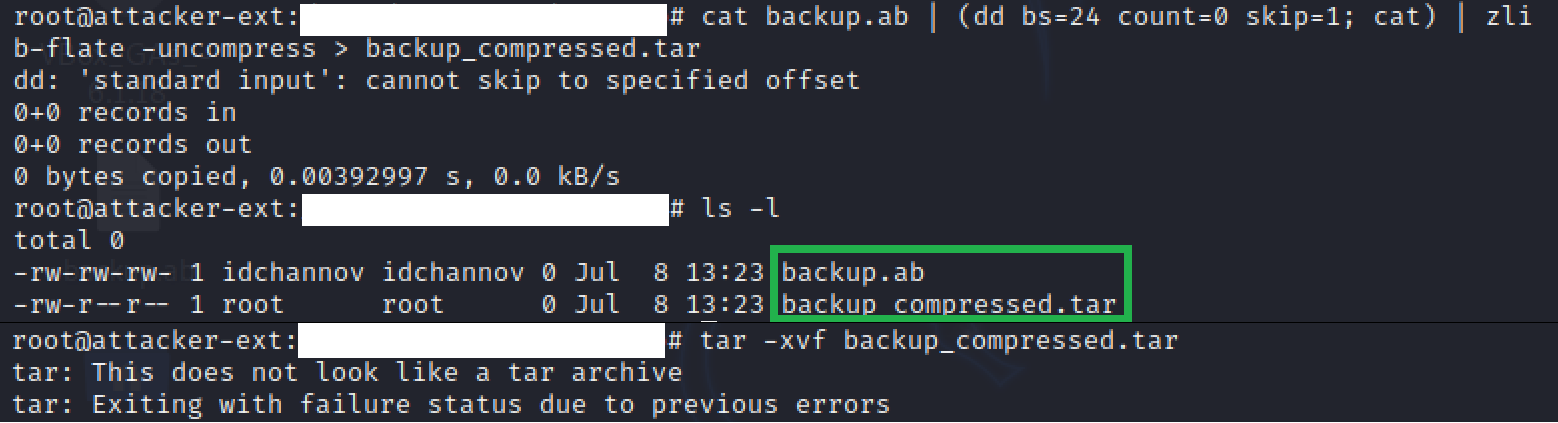 root@attacker-ext: # cat backup.ab | (dd bs=24 count=0 skip=1; cat) | zli
b-flate -uncompress > backup_compressed.tar
dd: 'standard input': cannot skip to specified offset
0+0 records in
0+0 records out
0 bytes copied, 0.00392997 s, 0.0 kB/s
root@attacker-ext: # ls -l
total 0
-rw-rw-rw- 1 idchannov idchannov 0 Jul  8 13:23 backup.ab
-rw-r--r-- 1 root      root      0 Jul  8 13:23 backup_compressed.tar
root@attacker-ext: # tar -xvf backup_compressed.tar
tar: This does not look like a tar archive
tar: Exiting with failure status due to previous errors